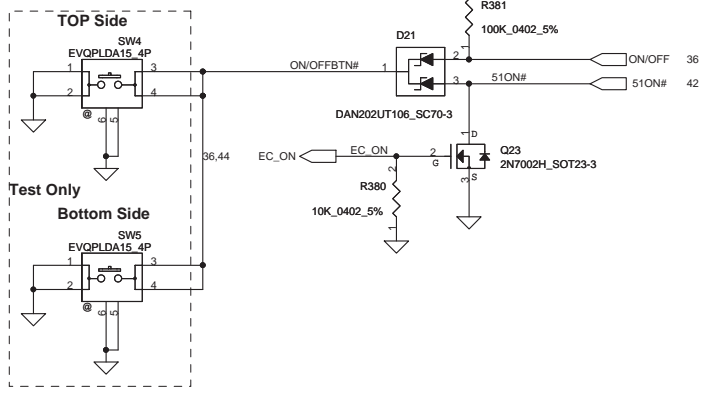 TOP Side
SW4
EVQPLDA15_4P
1 3
2 4
@ 6 5
Test Only
Bottom Side
SW5
EVQPLDA15_4P
1 3
2 4
@ 6 5
ON/OFFBTN#
36,44
R381
100K_0402_5%
1
D21
1 2 3
DAN202UT106_SC70-3
ON/OFF 36
51ON#
51ON# 42
EC_ON
EC_ON
2
G
1 D
3 S
Q23
2N7002H_SOT23-3
2
R380
10K_0402_5%
1